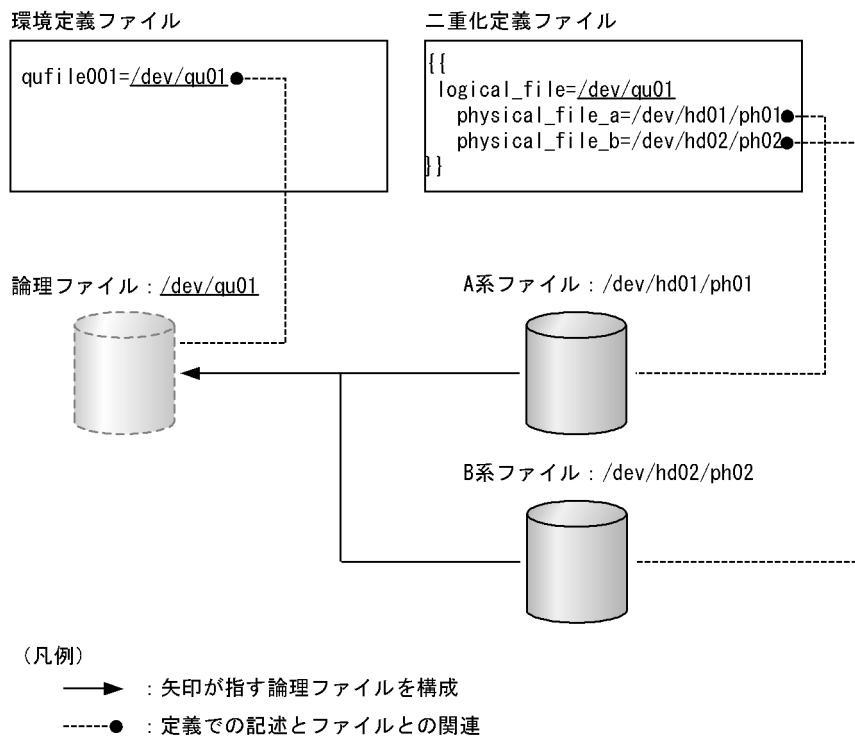 環境定義ファイル
qufile001=/dev/qu01
二重化定義ファイル
{{
logical_file=/dev/qu01
physical_file_a=/dev/hd01/ph01
physical_file_b=/dev/hd02/ph02
}}
論理ファイル：/dev/qu01
A系ファイル：/dev/hd01/ph01
B系ファイル：/dev/hd02/ph02
（凡例）
：矢印が指す論理ファイルを構成
：定義での記述とファイルとの関連